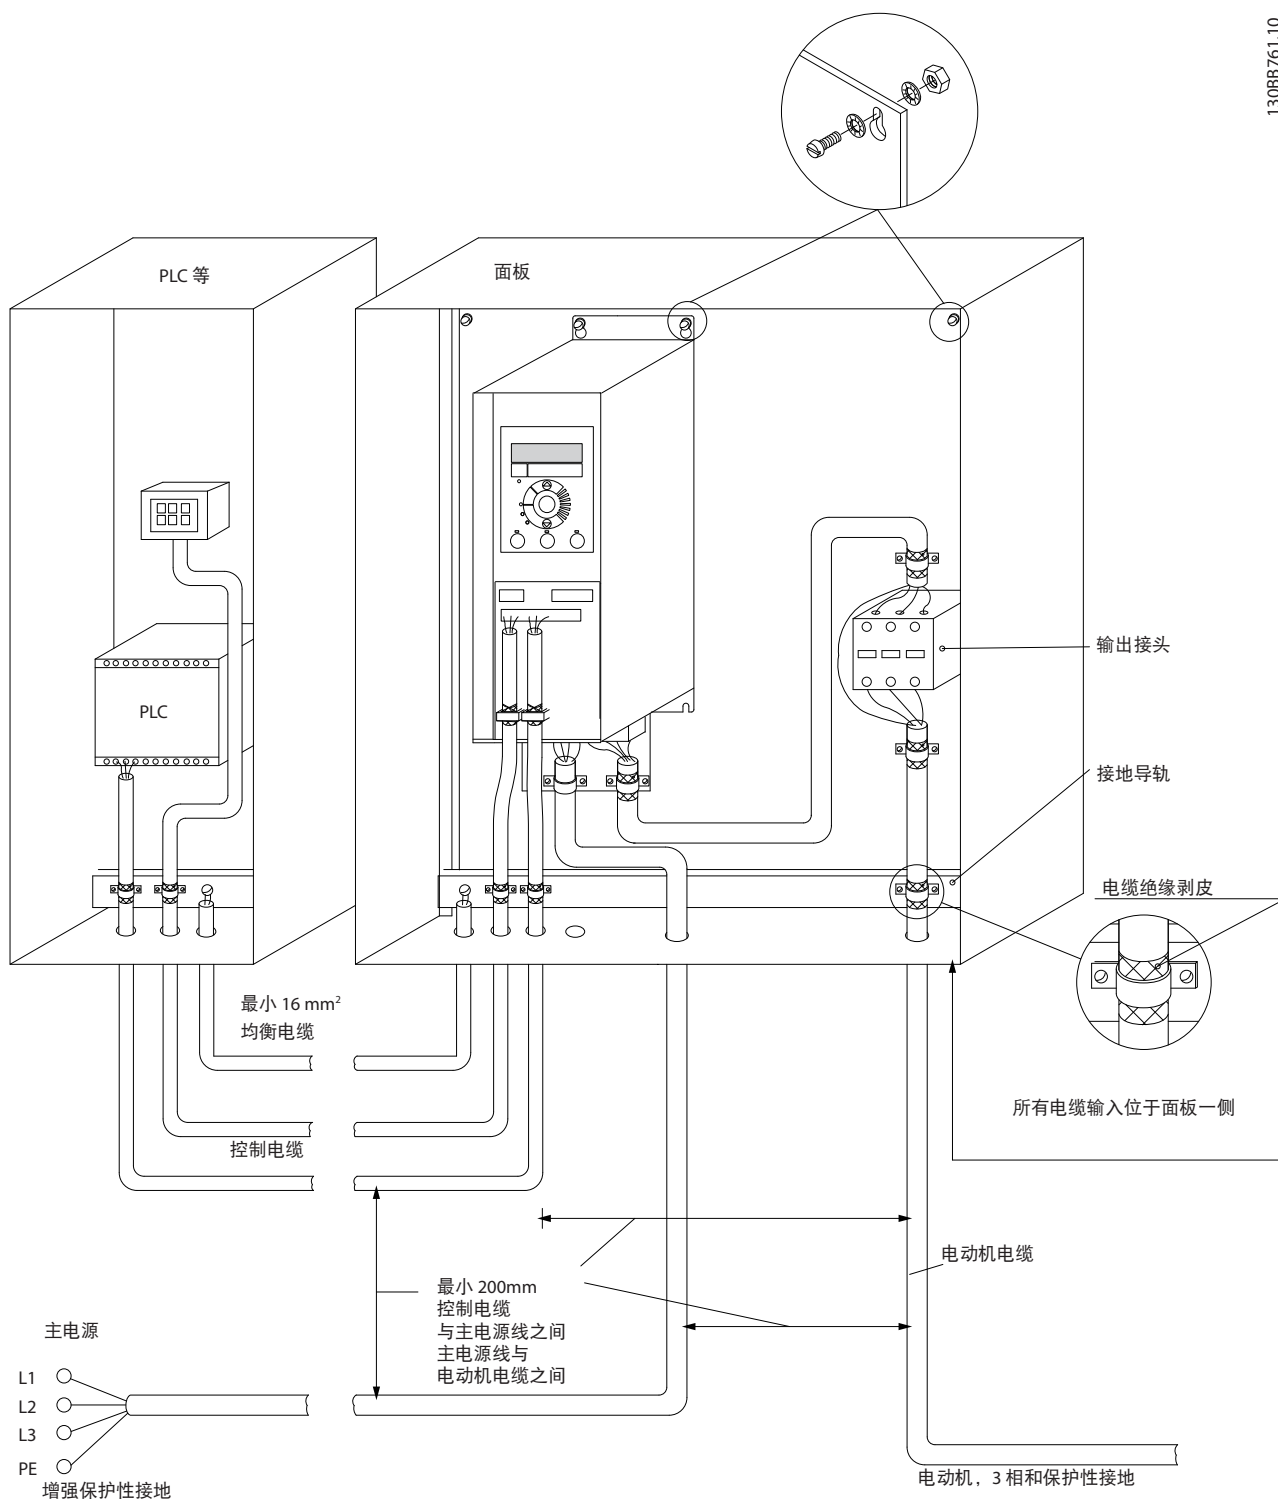 130BB761.10
PLC 等
面板
输出接头
PLC
接地导轨
电缆绝缘剥皮
最小 16 mm²
均衡电缆
所有电缆输入位于面板一侧
控制电缆
电动机电缆
最小 200mm
控制电缆
与主电源线之间
主电源线与
电动机电缆之间
主电源
L1
L2
L3
PE
增强保护性接地
电动机，3 相和保护性接地